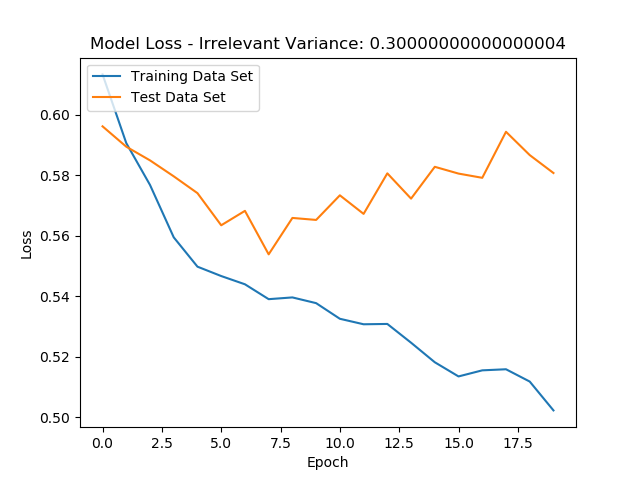 Model Loss - Irrelevant Variance: 0.30000000000000004
Training Data Set
Test Data Set
0.60
0.58
0.56
0.54
0.52
0.50
Loss
0.0 2.5 5.0 7.5 10.0 12.5 15.0 17.5
Epoch